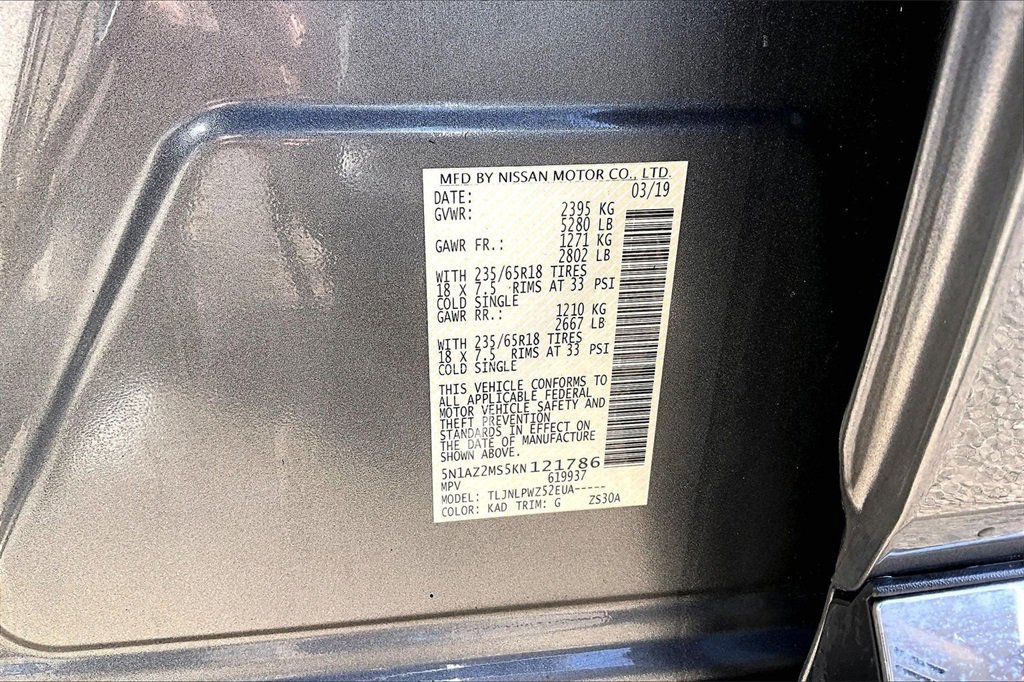 MFD BY NISSAN MOTOR CO., LTD.
DATE: 03/19
GVWR: 2395 KG
5280 LB
GAWR FR.: 1271 KG
2802 LB
WITH 235/65R18 TIRES
18 X 7.5 RIMS AT 33 PSI
COLD SINGLE
GAWR RR.: 1210 KG
2667 LB
WITH 235/65R18 TIRES
18 X 7.5 RIMS AT 33 PSI
COLD SINGLE
THIS VEHICLE CONFORMS TO
ALL APPLICABLE FEDERAL
MOTOR VEHICLE SAFETY AND
THEFT PREVENTION
STANDARDS IN EFFECT ON
THE DATE OF MANUFACTURE
SHOWN ABOVE.
5N1AZ2MS5KN121786
MPV 619937
MODEL: TLJNLPWZ52EUA-----
COLOR: KAD TRIM: G ZS30A